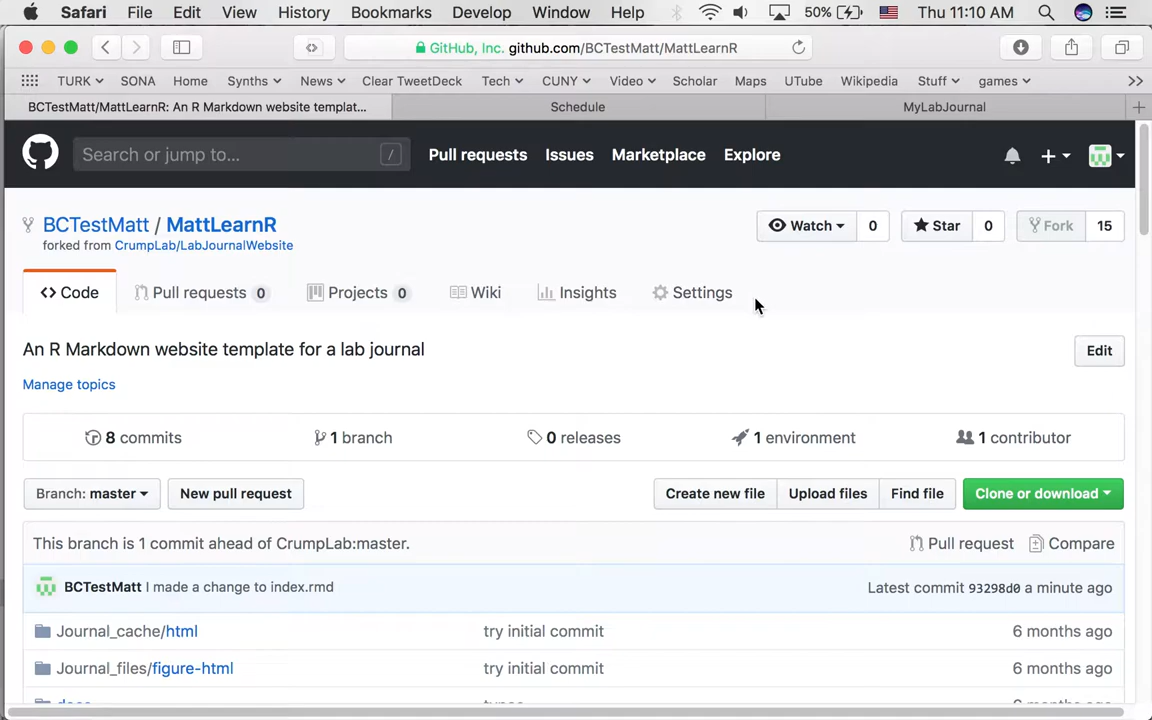 Safari File Edit View History Bookmarks Develop Window Help 50% Thu 11:10 AM
GitHub, Inc. github.com/BCTestMatt/MattLearnR
TURK SONA Home Synths News Clear TweetDeck Tech CUNY Video Scholar Maps UTube Wikipedia Stuff games >>
BCTestMatt/MattLearnR: An R Markdown website templat... Schedule MyLabJournal +
Search or jump to... / Pull requests Issues Marketplace Explore
BCTestMatt / MattLearnR Watch 0 Star 0 Fork 15
forked from CrumpLab/LabJournalWebsite
<> Code Pull requests 0 Projects 0 Wiki Insights Settings
An R Markdown website template for a lab journal Edit
Manage topics
8 commits 1 branch 0 releases 1 environment 1 contributor
Branch: master New pull request Create new file Upload files Find file Clone or download
This branch is 1 commit ahead of CrumpLab:master. Pull request Compare
BCTestMatt I made a change to index.rmd Latest commit 93298d0 a minute ago
Journal_cache/html try initial commit 6 months ago
Journal_files/figure-html try initial commit 6 months ago